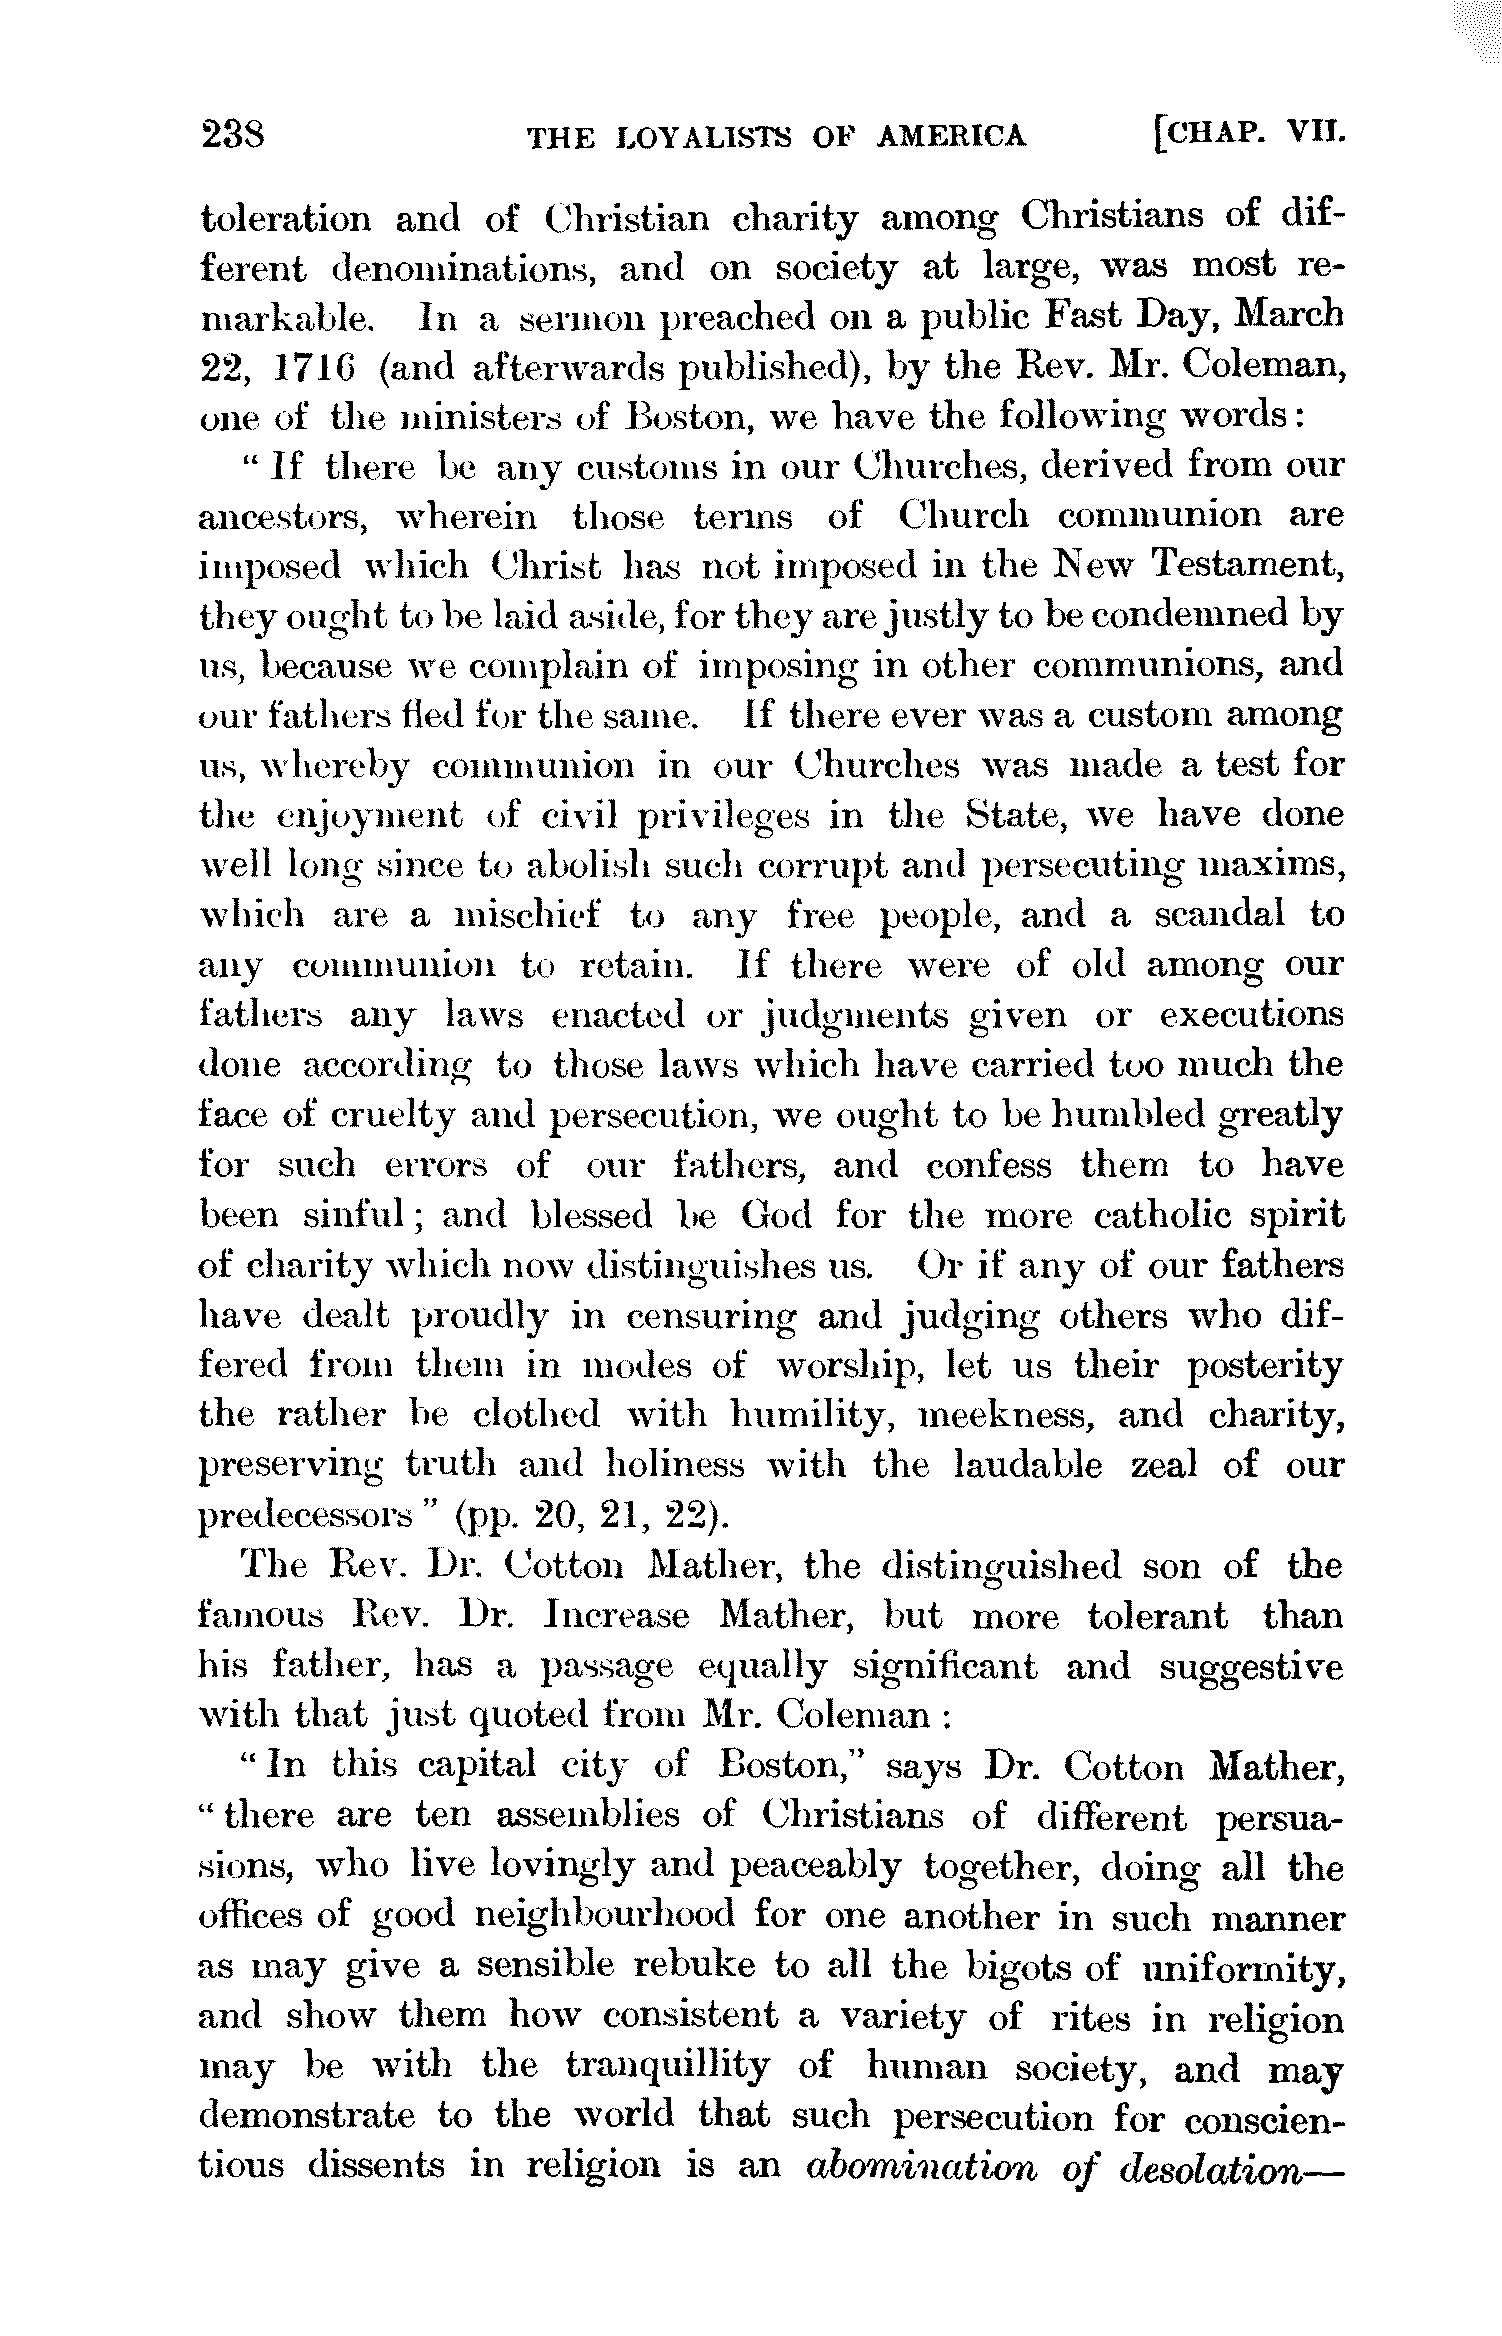 238 THE LOYALISTS OF AMERICA [CHAP. VII.
toleration and of Christian charity among Christians of dif-
ferent denominations, and on society at large, was most re-
markable. In a sermon preached on a public Fast Day, March
22, 1716 (and afterwards published), by the Rev. Mr. Coleman,
one of the ministers of Boston, we have the following words:
" If there be any customs in our Churches, derived from our
ancestors, wherein those terms of Church communion are
imposed which Christ has not imposed in the New Testament,
they ought to be laid aside, for they are justly to be condemned by
us, because we complain of imposing in other communions, and
our fathers fled for the same. If there ever was a custom among
us, whereby communion in our Churches was made a test for
the enjoyment of civil privileges in the State, we have done
well long since to abolish such corrupt and persecuting maxims,
which are a mischief to any free people, and a scandal to
any communion to retain. If there were of old among our
fathers any laws enacted or judgments given or executions
done according to those laws which have carried too much the
face of cruelty and persecution, we ought to be humbled greatly
for such errors of our fathers, and confess them to have
been sinful; and blessed be God for the more catholic spirit
of charity which now distinguishes us. Or if any of our fathers
have dealt proudly in censuring and judging others who dif-
fered from them in modes of worship, let us their posterity
the rather be clothed with humility, meekness, and charity,
preserving truth and holiness with the laudable zeal of our
predecessors " (pp. 20, 21, 22).
The Rev. Dr. Cotton Mather, the distinguished son of the
famous Rev. Dr. Increase Mather, but more tolerant than
his father, has a passage equally significant and suggestive
with that just quoted from Mr. Coleman :
" In this capital city of Boston," says Dr. Cotton Mather,
" there are ten assemblies of Christians of different persua-
sions, who live lovingly and peaceably together, doing all the
offices of good neighbourhood for one another in such manner
as may give a sensible rebuke to all the bigots of uniformity,
and show them how consistent a variety of rites in religion
may be with the tranquillity of human society, and may
demonstrate to the world that such persecution for conscien-
tious dissents in religion is an abomination of desolation—